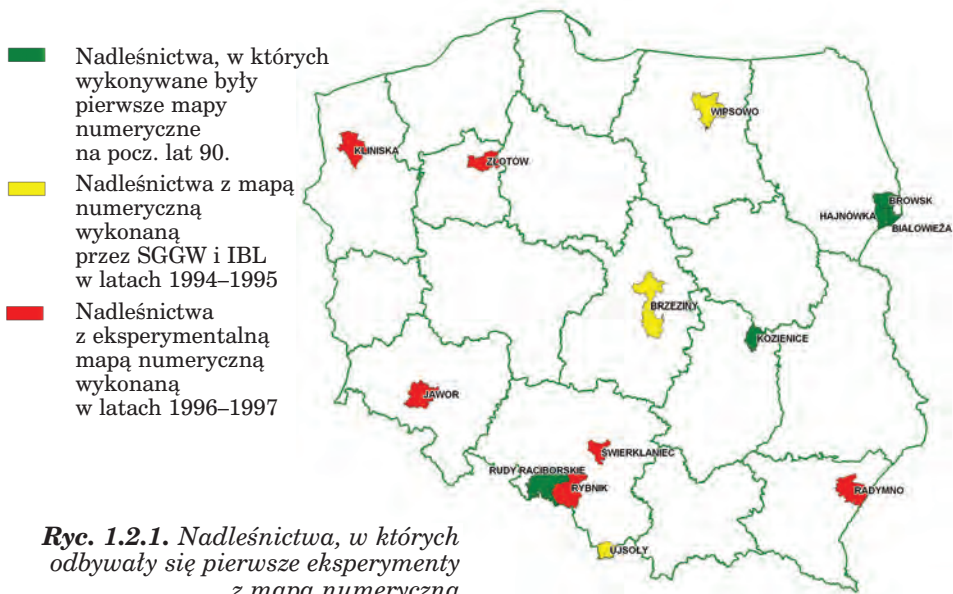 Nadleśnictwa, w których
wykonywane były
pierwsze mapy
numeryczne
na pocz. lat 90.
Nadleśnictwa z mapą
numeryczną
wykonaną
przez SGGW i IBL
w latach 1994–1995
Nadleśnictwa
z eksperymentalną
mapą numeryczną
wykonaną
w latach 1996–1997
WIPSOWO
KLINISKA
ZŁOTÓW
BROWSK
HAJNÓWKA
BIAŁOWIEŻA
BRZEZINY
KOZIENICE
JAWOR
ŚWIERKLANIEC
RUDY RACIBORSKIE
RYBNIK
RADYMNO
UJSOŁY
Ryc. 1.2.1. Nadleśnictwa, w których
odbywały się pierwsze eksperymenty
z mapą numeryczną